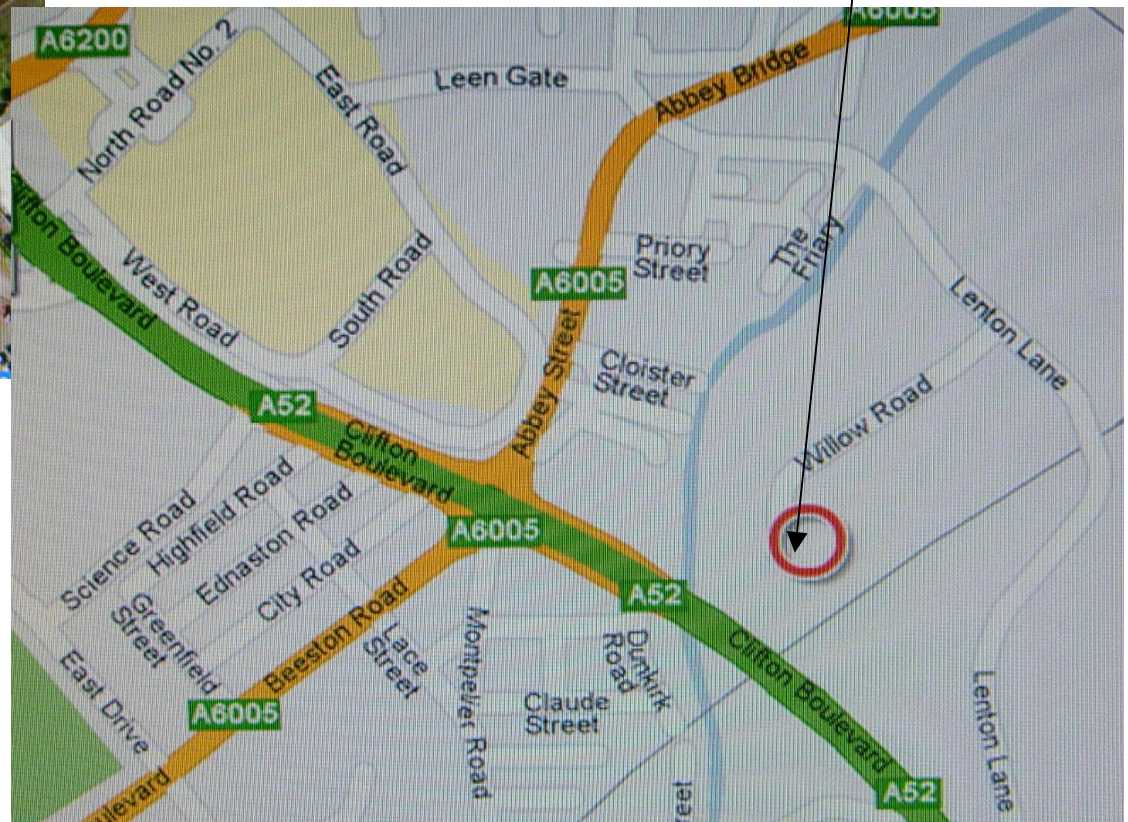 A6005
A6200
North Road No. 2
East Road
Leen Gate
Abbey Bridge
Clifton Boulevard
West Road
South Road
A6005
Priory
Street
The
Friary
Lenton Lane
Abbey Street
Cloister
Street
Willow Road
A52
Clifton
Boulevard
A6005
Science Road
Highfield Road
Ednaston Road
City Road
Greenfield
Street
A52
Beeston Road
Lace
Street
Montpelier Road
Dunkirk
Road
Claude
Street
Clifton Boulevard
East Drive
A6005
Lenton Lane
A52
ulevard
reet